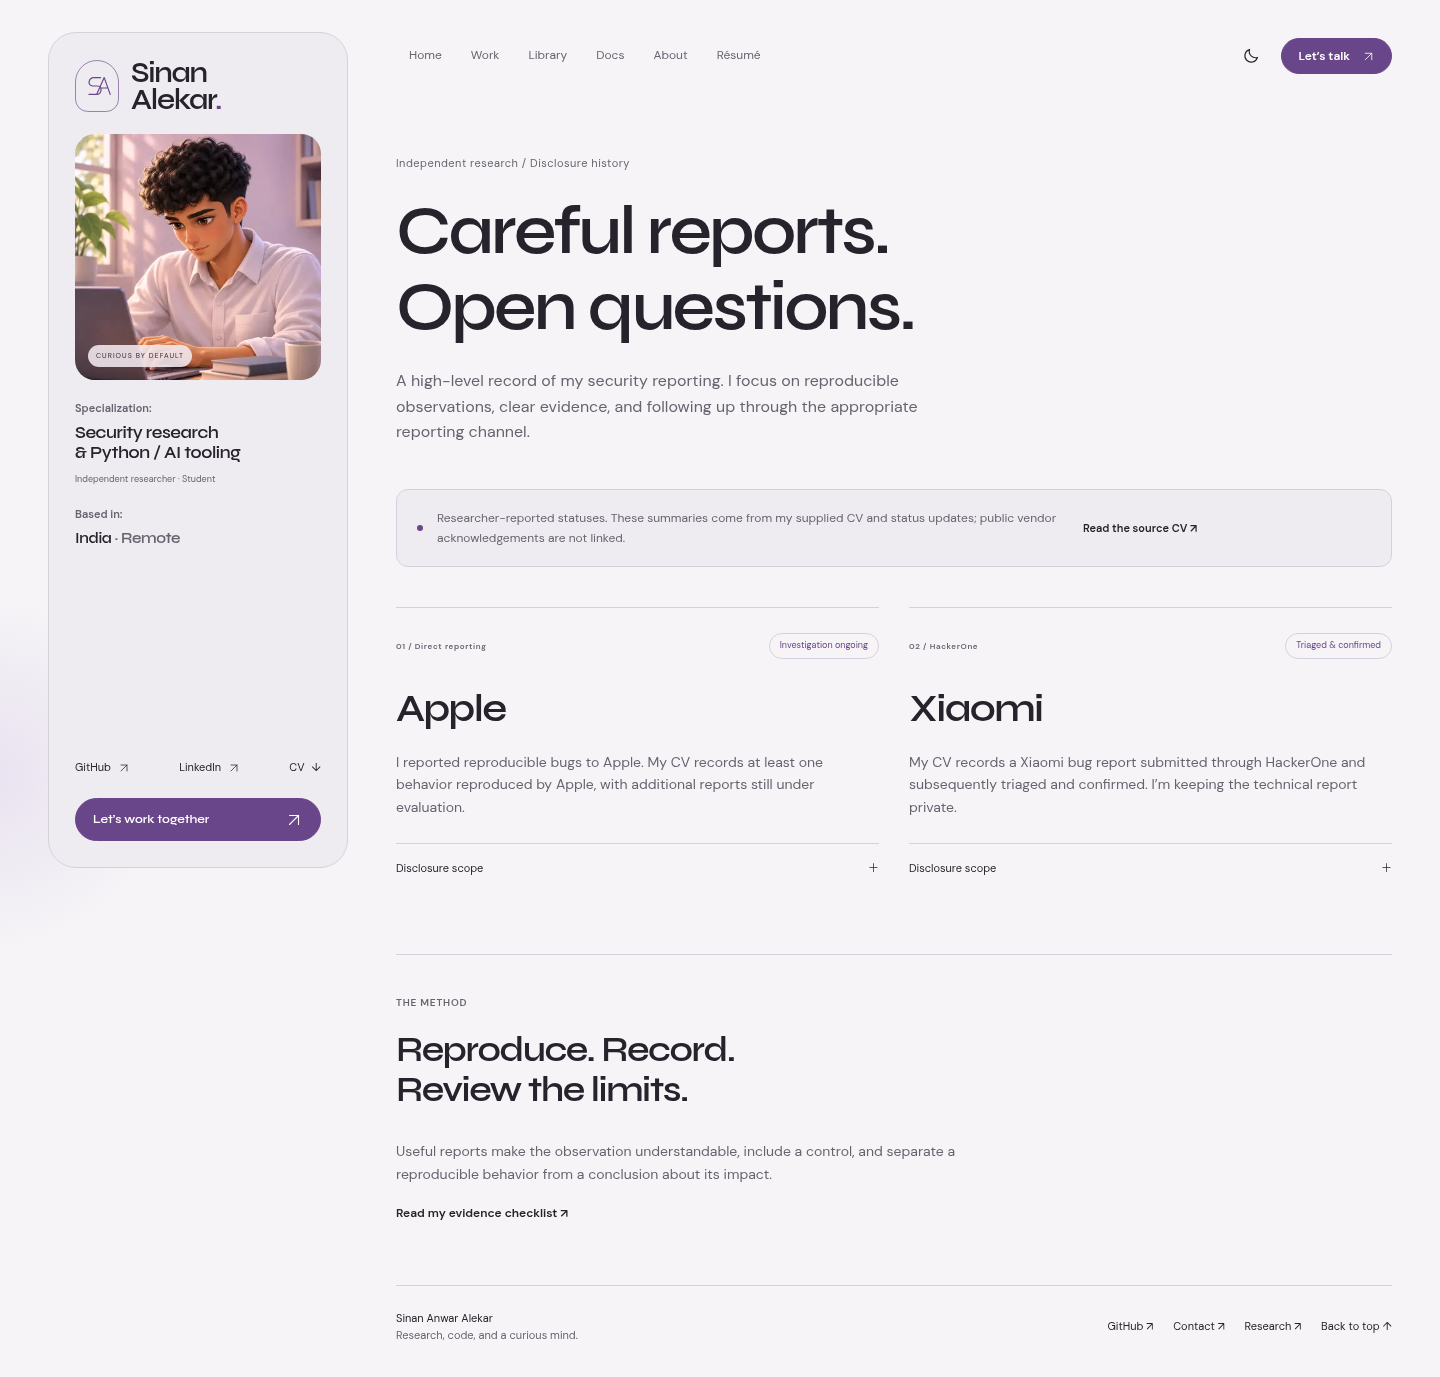 SA
Sinan
Alekar.
CURIOUS BY DEFAULT
Specialization:
Security research
& Python / AI tooling
Independent researcher · Student
Based in:
India · Remote
GitHub ↗ LinkedIn ↗ CV ↓
Let's work together ↗
Home Work Library Docs About Résumé Let's talk ↗
Independent research / Disclosure history
Careful reports.
Open questions.
A high-level record of my security reporting. I focus on reproducible
observations, clear evidence, and following up through the appropriate
reporting channel.
Researcher-reported statuses. These summaries come from my supplied CV and status updates; public vendor
acknowledgements are not linked.
Read the source CV ↗
01 / Direct reporting Investigation ongoing
Apple
I reported reproducible bugs to Apple. My CV records at least one
behavior reproduced by Apple, with additional reports still under
evaluation.
Disclosure scope +
02 / HackerOne Triaged & confirmed
Xiaomi
My CV records a Xiaomi bug report submitted through HackerOne and
subsequently triaged and confirmed. I’m keeping the technical report
private.
Disclosure scope +
THE METHOD
Reproduce. Record.
Review the limits.
Useful reports make the observation understandable, include a control, and separate a
reproducible behavior from a conclusion about its impact.
Read my evidence checklist ↗
Sinan Anwar Alekar
Research, code, and a curious mind.
GitHub ↗ Contact ↗ Research ↗ Back to top ↑